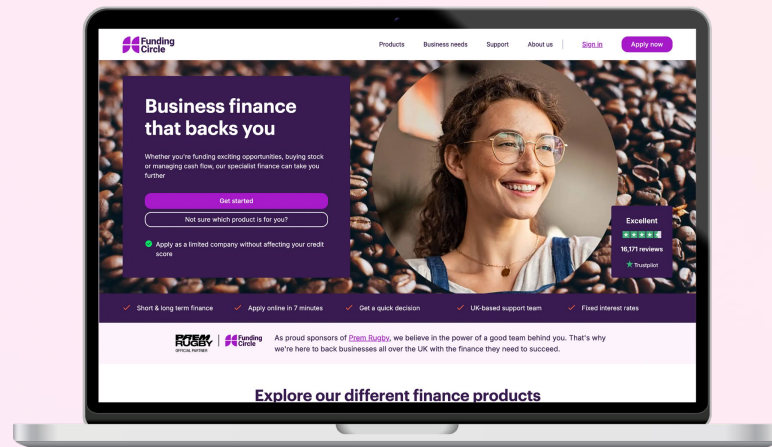 Funding
Circle
Products
Business needs
Support
About us
Sign in
Apply now
Business finance
that backs you
Whether you're funding exciting opportunities, buying stock
or managing cash flow, our specialist finance can take you
further
Get started
Not sure which product is for you?
Apply as a limited company without affecting your credit
score
Excellent
16,171 reviews
Trustpilot
Short & long term finance
Apply online in 7 minutes
Get a quick decision
UK-based support team
Fixed interest rates
PREM
RUGBY
OFFICIAL PARTNER
Funding
Circle
As proud sponsors of Prem Rugby, we believe in the power of a good team behind you. That's why
we're here to back businesses all over the UK with the finance they need to succeed.
Explore our different finance products